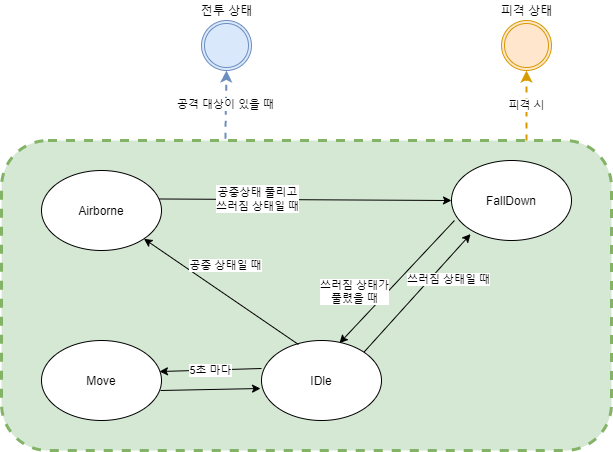 전투 상태
피격 상태
공격 대상이 있을 때
피격 시
Airborne
공중상태 풀리고
쓰러짐 상태일 때
FallDown
공중 상태일 때
쓰러짐 상태가
풀렸을 때
쓰러짐 상태일 때
Move
5초 마다
IDle